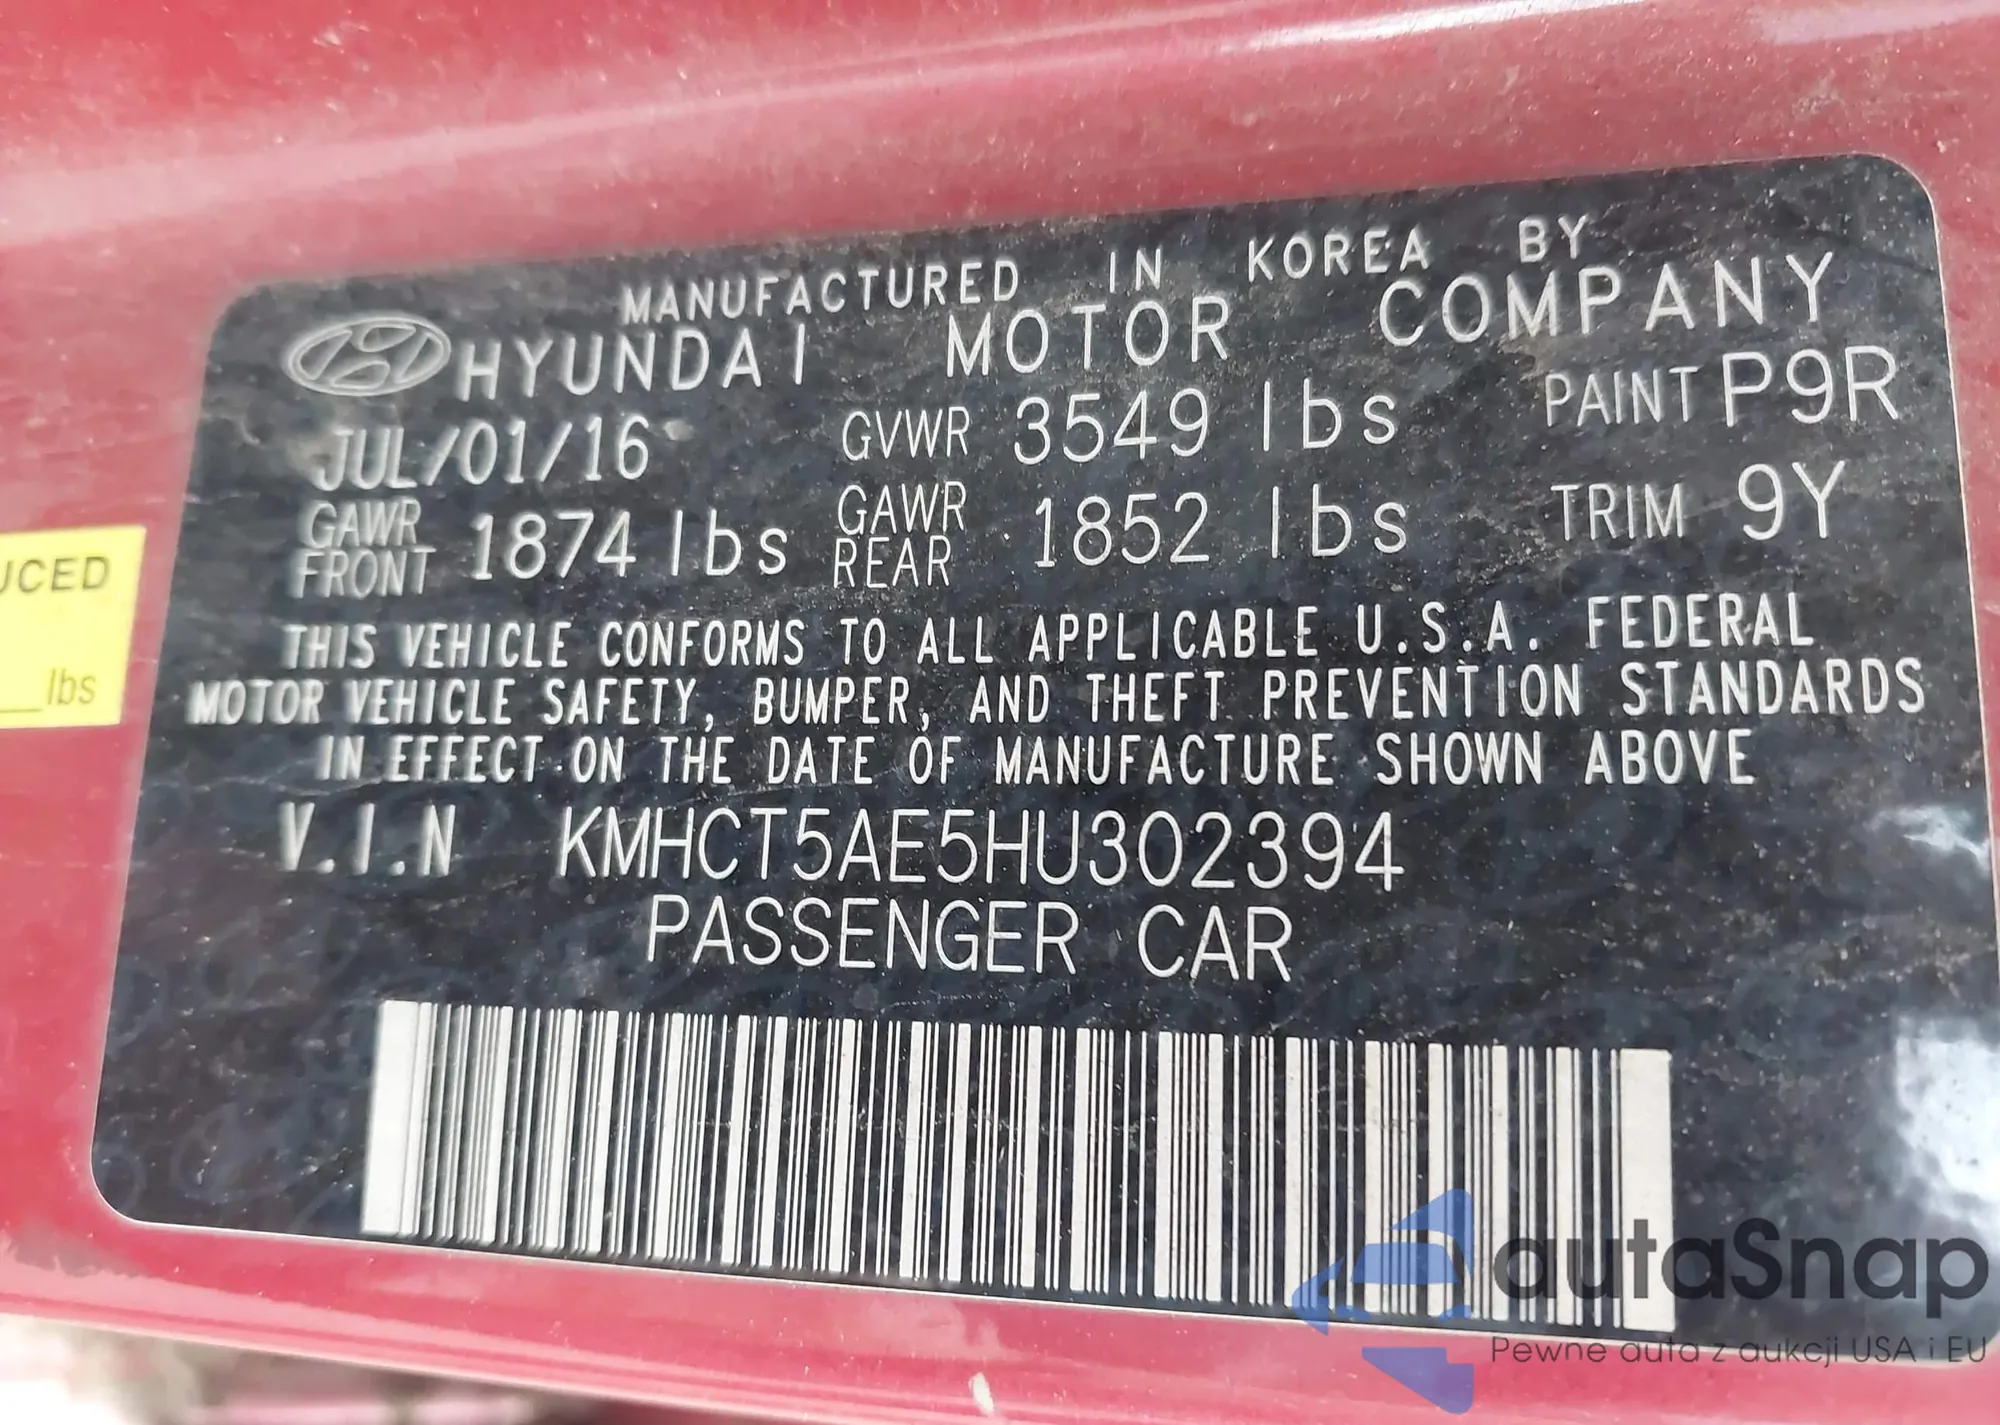 MANUFACTURED IN KOREA BY
HYUNDAI MOTOR COMPANY
JUL/01/16 GVWR 3549 lbs PAINT P9R
GAWR FRONT 1874 lbs GAWR REAR 1852 lbs TRIM 9Y
THIS VEHICLE CONFORMS TO ALL APPLICABLE U.S.A. FEDERAL
MOTOR VEHICLE SAFETY, BUMPER, AND THEFT PREVENTION STANDARDS
IN EFFECT ON THE DATE OF MANUFACTURE SHOWN ABOVE
V.I.N KMHCT5AE5HU302394
PASSENGER CAR
UCED
lbs
autaSnap
Pewne auta z aukcji USA i EU